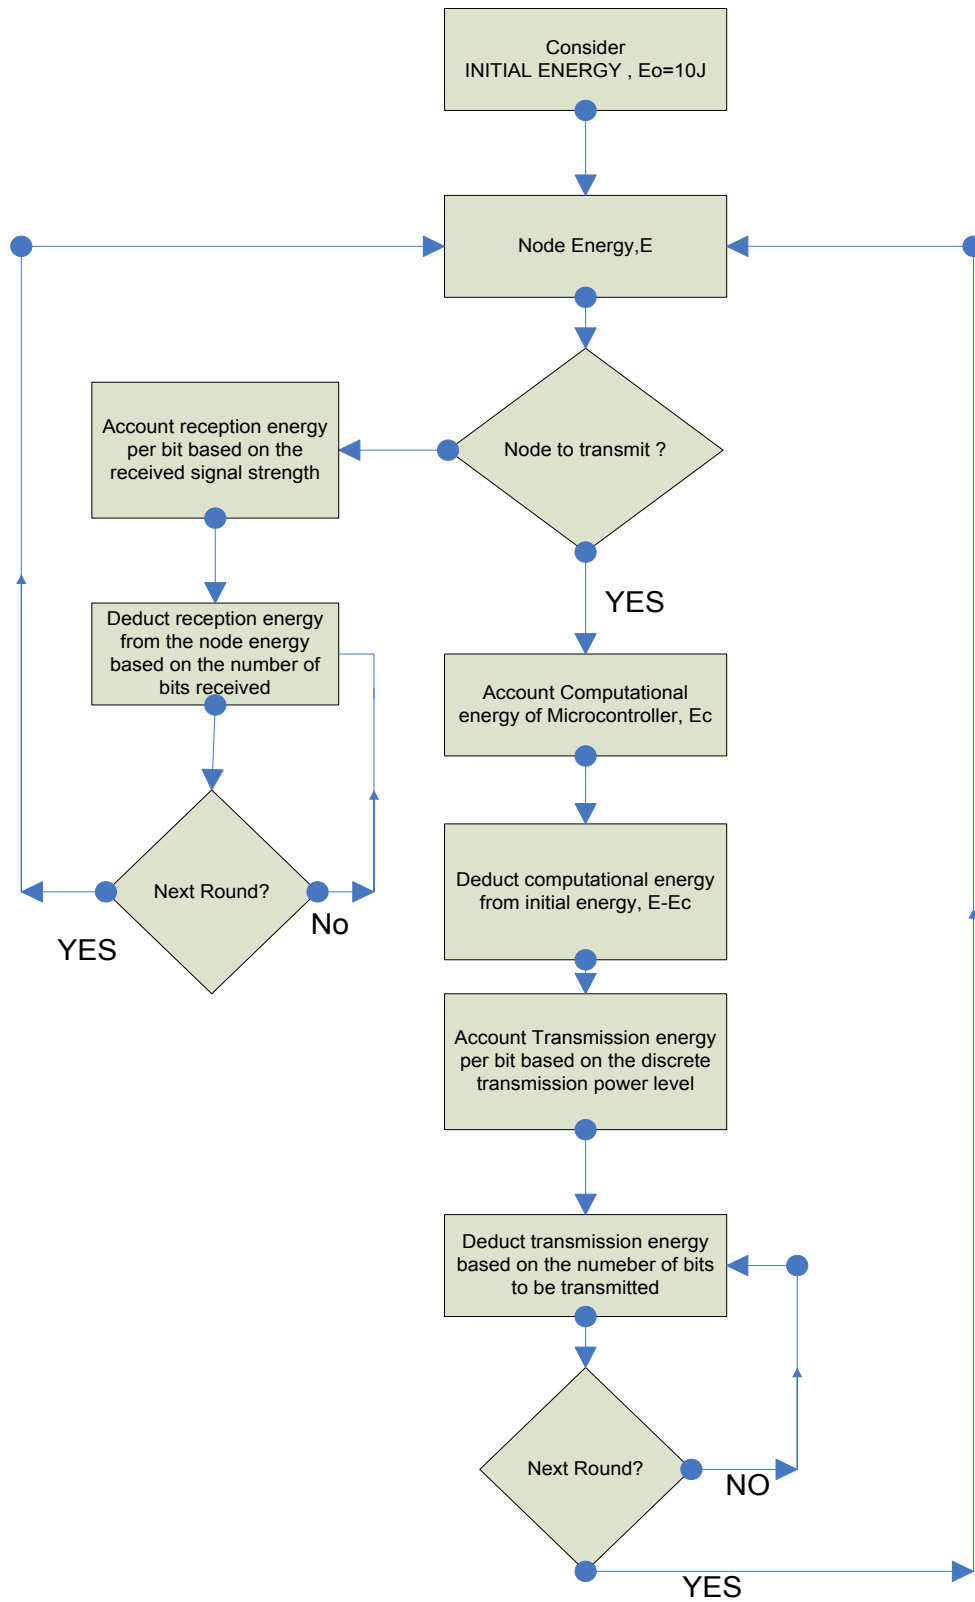 Consider
INITIAL ENERGY , Eo=10J
Node Energy,E
Node to transmit ?
Account reception energy
per bit based on the
received signal strength
YES
Deduct reception energy
from the node energy
based on the number of
bits received
Account Computational
energy of Microcontroller, Ec
Next Round?
No
YES
Deduct computational energy
from initial energy, E-Ec
Account Transmission energy
per bit based on the discrete
transmission power level
Deduct transmission energy
based on the numeber of bits
to be transmitted
Next Round?
NO
YES